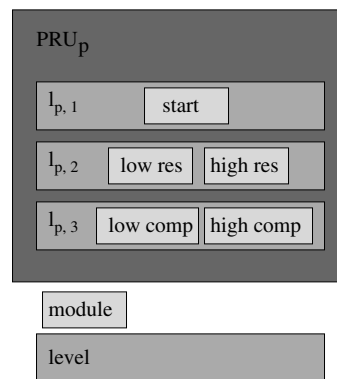 PRUp
lp, 1 start
lp, 2 low res high res
lp, 3 low comp high comp
module
level